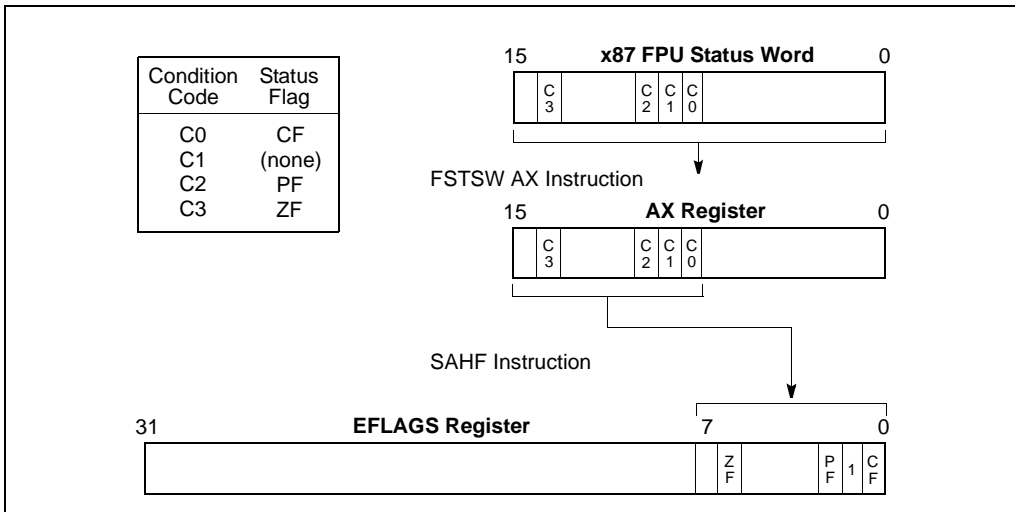 Condition Code Status Flag
C0 CF
C1 (none)
C2 PF
C3 ZF
15 x87 FPU Status Word 0
C3 C2 C1 C0
FSTSW AX Instruction
15 AX Register 0
C3 C2 C1 C0
SAHF Instruction
31 EFLAGS Register 7 0
ZF PF 1 CF